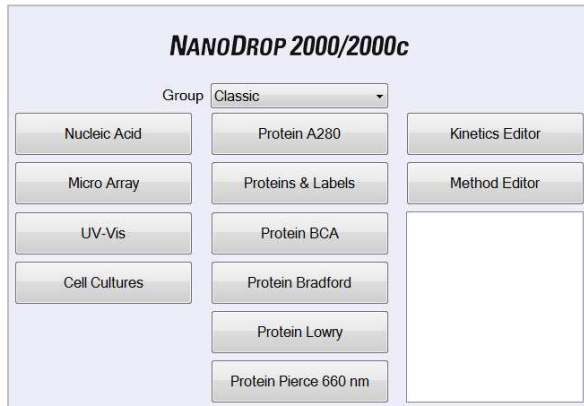 NANODROP 2000/2000c
Group Classic
Nucleic Acid Protein A280 Kinetics Editor
Micro Array Proteins & Labels Method Editor
UV-Vis Protein BCA
Cell Cultures Protein Bradford
Protein Lowry
Protein Pierce 660 nm